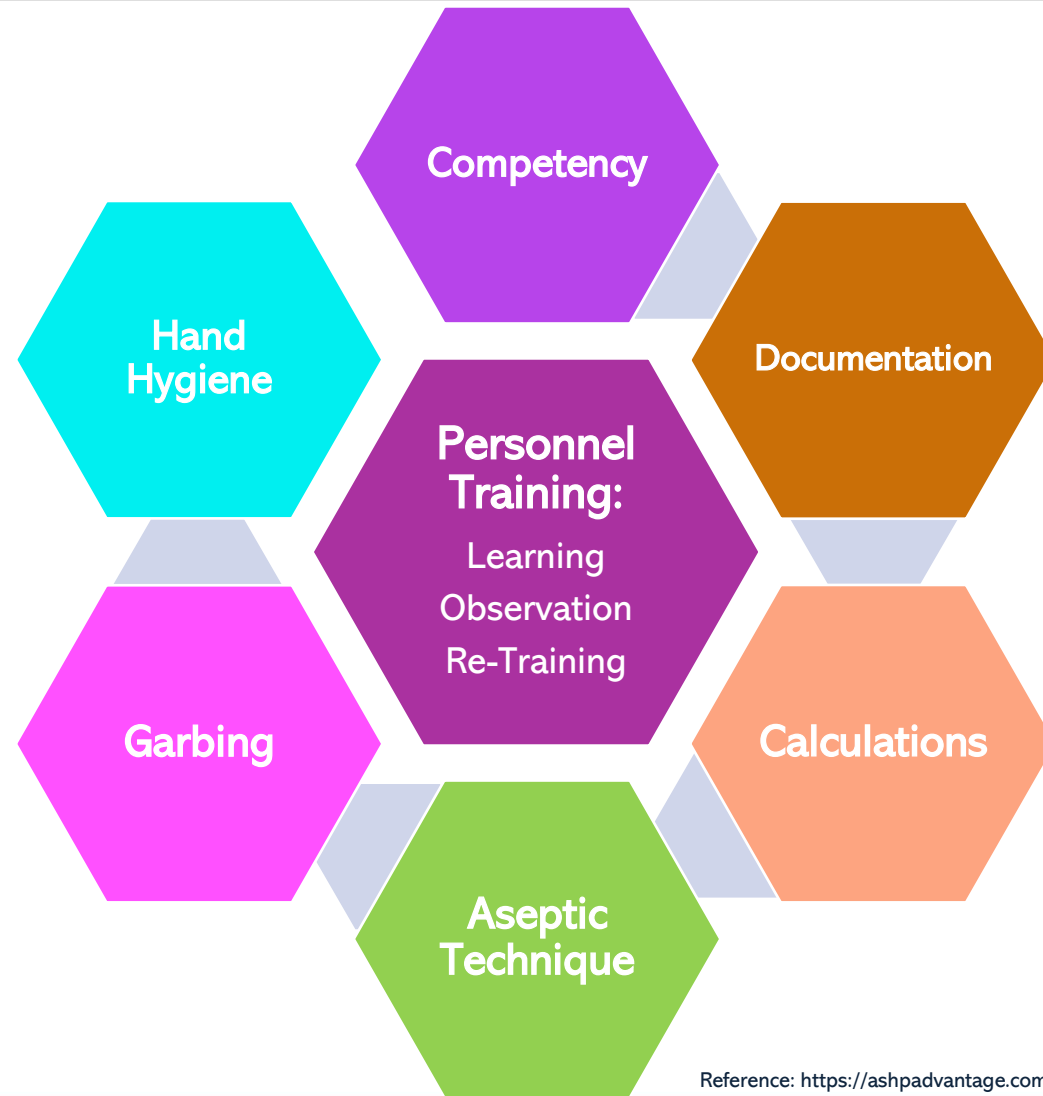 Competency
Hand
Hygiene
Documentation
Personnel
Training:
Learning
Observation
Re-Training
Garbing
Calculations
Aseptic
Technique
Reference: https://ashpadvantage.com